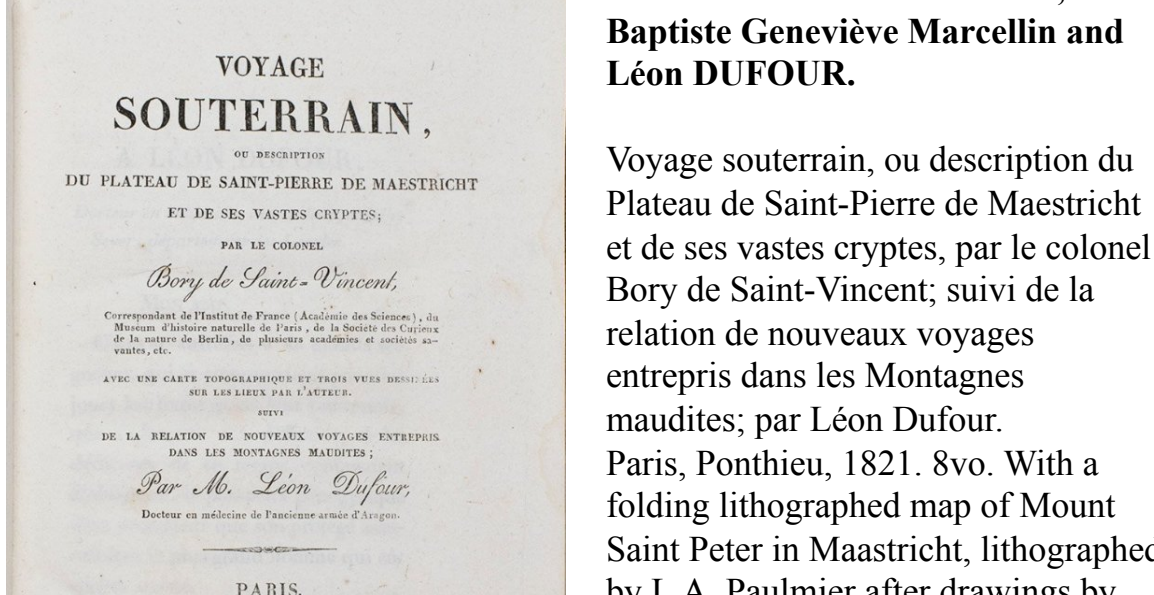 VOYAGE
SOUTERRAIN,
OU DESCRIPTION
DU PLATEAU DE SAINT-PIERRE DE MAESTRICHT
ET DE SES VASTES CRYPTES;
PAR LE COLONEL
Bory de Saint-Vincent,
Correspondant de l'Institut de France (Académie des Sciences), du
Muséum d'histoire naturelle de Paris, de la Société des Curieux
de la nature de Berlin, de plusieurs académies et sociétés sa-
vantes, etc.
AVEC UNE CARTE TOPOGRAPHIQUE ET TROIS VUES DESSINÉES
SUR LES LIEUX PAR L'AUTEUR.
SUIVI
DE LA RELATION DE NOUVEAUX VOYAGES ENTREPRIS
DANS LES MONTAGNES MAUDITES;
Par M. Léon Dufour,
Docteur en médecine de l'ancienne armée d'Aragon.
PARIS,
Baptiste Geneviève Marcellin and
Léon DUFOUR.
Voyage souterrain, ou description du
Plateau de Saint-Pierre de Maestricht
et de ses vastes cryptes, par le colonel
Bory de Saint-Vincent; suivi de la
relation de nouveaux voyages
entrepris dans les Montagnes
maudites; par Léon Dufour.
Paris, Ponthieu, 1821. 8vo. With a
folding lithographed map of Mount
Saint Peter in Maastricht, lithographed
by L.A. Paulmier after drawings by